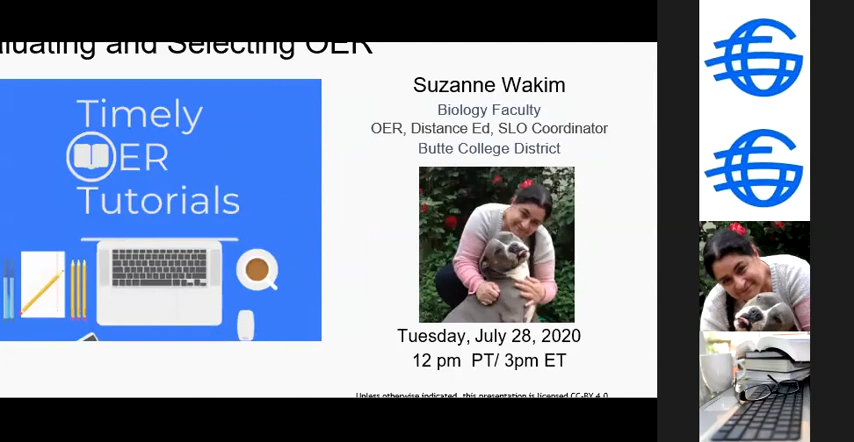 aluating and Selecting OER
Timely
OER
Tutorials
Suzanne Wakim
Biology Faculty
OER, Distance Ed, SLO Coordinator
Butte College District
Tuesday, July 28, 2020
12 pm PT/ 3pm ET
Unless otherwise indicated, this presentation is licensed CC-BY 4.0